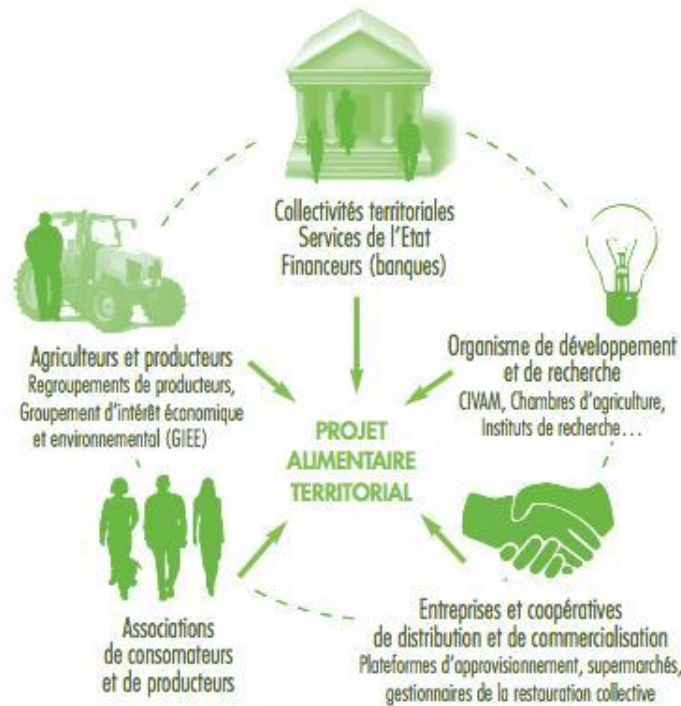 Collectivités territoriales
Services de l'Etat
Financeurs (banques)
Agriculteurs et producteurs
Regroupements de producteurs,
Groupement d'intérêt économique
et environnemental (GIEE)
Organisme de développement
et de recherche
CIVAM, Chambres d'agriculture,
Instituts de recherche...
PROJET
ALIMENTAIRE
TERRITORIAL
Associations
de consomateurs
et de producteurs
Entreprises et coopératives
de distribution et de commercialisation
Plateformes d'approvisionnement, supermarchés,
gestionnaires de la restauration collective